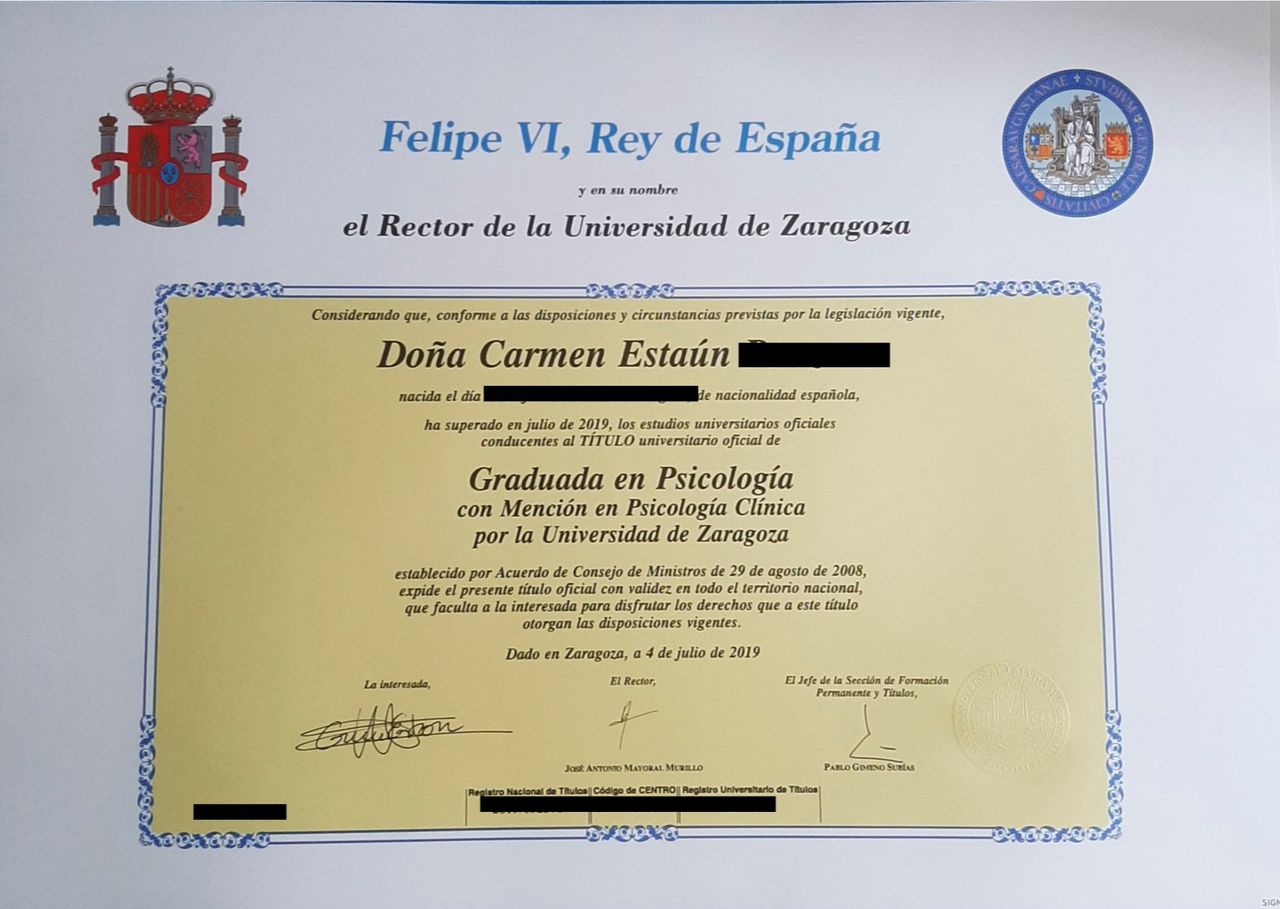 Felipe VI, Rey de España
y en su nombre
el Rector de la Universidad de Zaragoza
CAESARAVGVSTANAE STVDIVM GENERALE CIVITATIS
Considerando que, conforme a las disposiciones y circunstancias previstas por la legislación vigente,
Doña Carmen Estaún
nacida el día de nacionalidad española,
ha superado en julio de 2019, los estudios universitarios oficiales
conducentes al TÍTULO universitario oficial de
Graduada en Psicología
con Mención en Psicología Clínica
por la Universidad de Zaragoza
establecido por Acuerdo de Consejo de Ministros de 29 de agosto de 2008,
expide el presente título oficial con validez en todo el territorio nacional,
que faculta a la interesada para disfrutar los derechos que a este título
otorgan las disposiciones vigentes.
Dado en Zaragoza, a 4 de julio de 2019
La interesada,
El Rector,
El Jefe de la Sección de Formación
Permanente y Títulos,
JOSÉ ANTONIO MAYORAL MURILLO
PABLO GIMENO SUBÍAS
Registro Nacional de Títulos Código de CENTRO Registro Universitario de Títulos